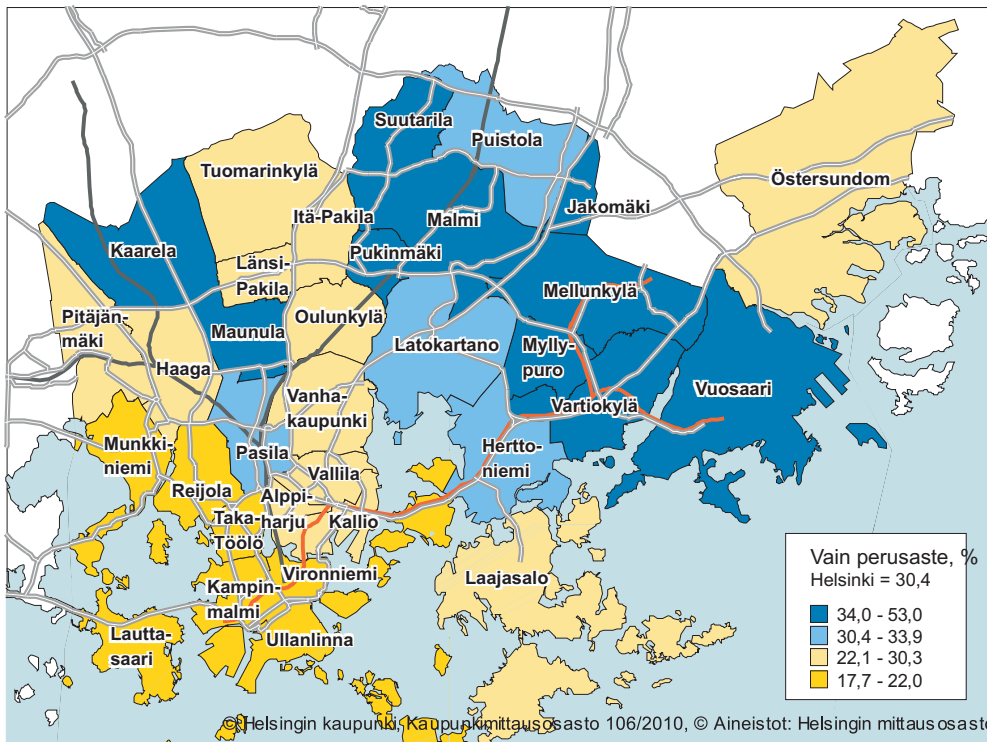 Suutarila
Puistola
Tuomarinkylä
Östersundom
Itä-Pakila
Malmi
Jakomäki
Kaarela
Pukinmäki
Länsi-
Pakila
Mellunkylä
Pitäjän-
mäki
Maunula
Oulunkylä
Latokartano
Mylly-
puro
Haaga
Vuosaari
Vanha-
kaupunki
Vartiokylä
Munkki-
niemi
Pasila
Hertto-
niemi
Vallila
Reijola
Alppi-
harju
Taka-
Töölö
Kallio
Vironniemi
Laajasalo
Kampin-
malmi
Lautta-
saari
Ullanlinna
Vain perusaste, %
Helsinki = 30,4
34,0 - 53,0
30,4 - 33,9
22,1 - 30,3
17,7 - 22,0
© Helsingin kaupunki, Kaupunkimittausosasto 106/2010, © Aineistot: Helsingin mittausosasto